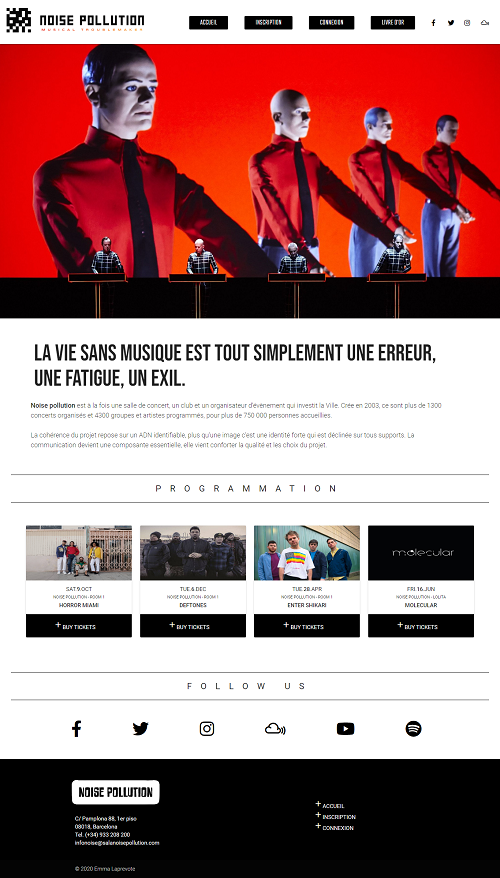 NOISE POLLUTION
MUSICAL TROUBLEMAKER
ACCUEIL
INSCRIPTION
CONNEXION
LIVRE D'OR
LA VIE SANS MUSIQUE EST TOUT SIMPLEMENT UNE ERREUR,
UNE FATIGUE, UN EXIL.
Noise pollution est à la fois une salle de concert, un club et un organisateur d'événement qui investit la Ville. Crée en 2003, ce sont plus de 1300
concerts organisés et 4300 groupes et artistes programmés, pour plus de 750 000 personnes accueillies.
La cohérence du projet repose sur un ADN identifiable, plus qu'une image c'est une identité forte qui est déclinée sur tous supports. La
communication devient une composante essentielle, elle vient conforter la qualité et les choix du projet.
PROGRAMMATION
SAT.9.OCT
NOISE POLLUTION - ROOM 1
HORROR MIAMI
+ BUY TICKETS
TUE.6.DEC
NOISE POLLUTION - ROOM 1
DEFTONES
+ BUY TICKETS
TUE.28.APR
NOISE POLLUTION - ROOM 1
ENTER SHIKARI
+ BUY TICKETS
molecular
FRI.16.JUN
NOISE POLLUTION - LOLITA
MOLECULAR
+ BUY TICKETS
FOLLOW US
NOISE POLLUTION
C/ Pamplona 88, 1er piso
08018, Barcelona
Tel. (+34) 933 208 200
infonoise@salanoisepollution.com
+ ACCUEIL
+ INSCRIPTION
+ CONNEXION
© 2020 Emma Laprevote